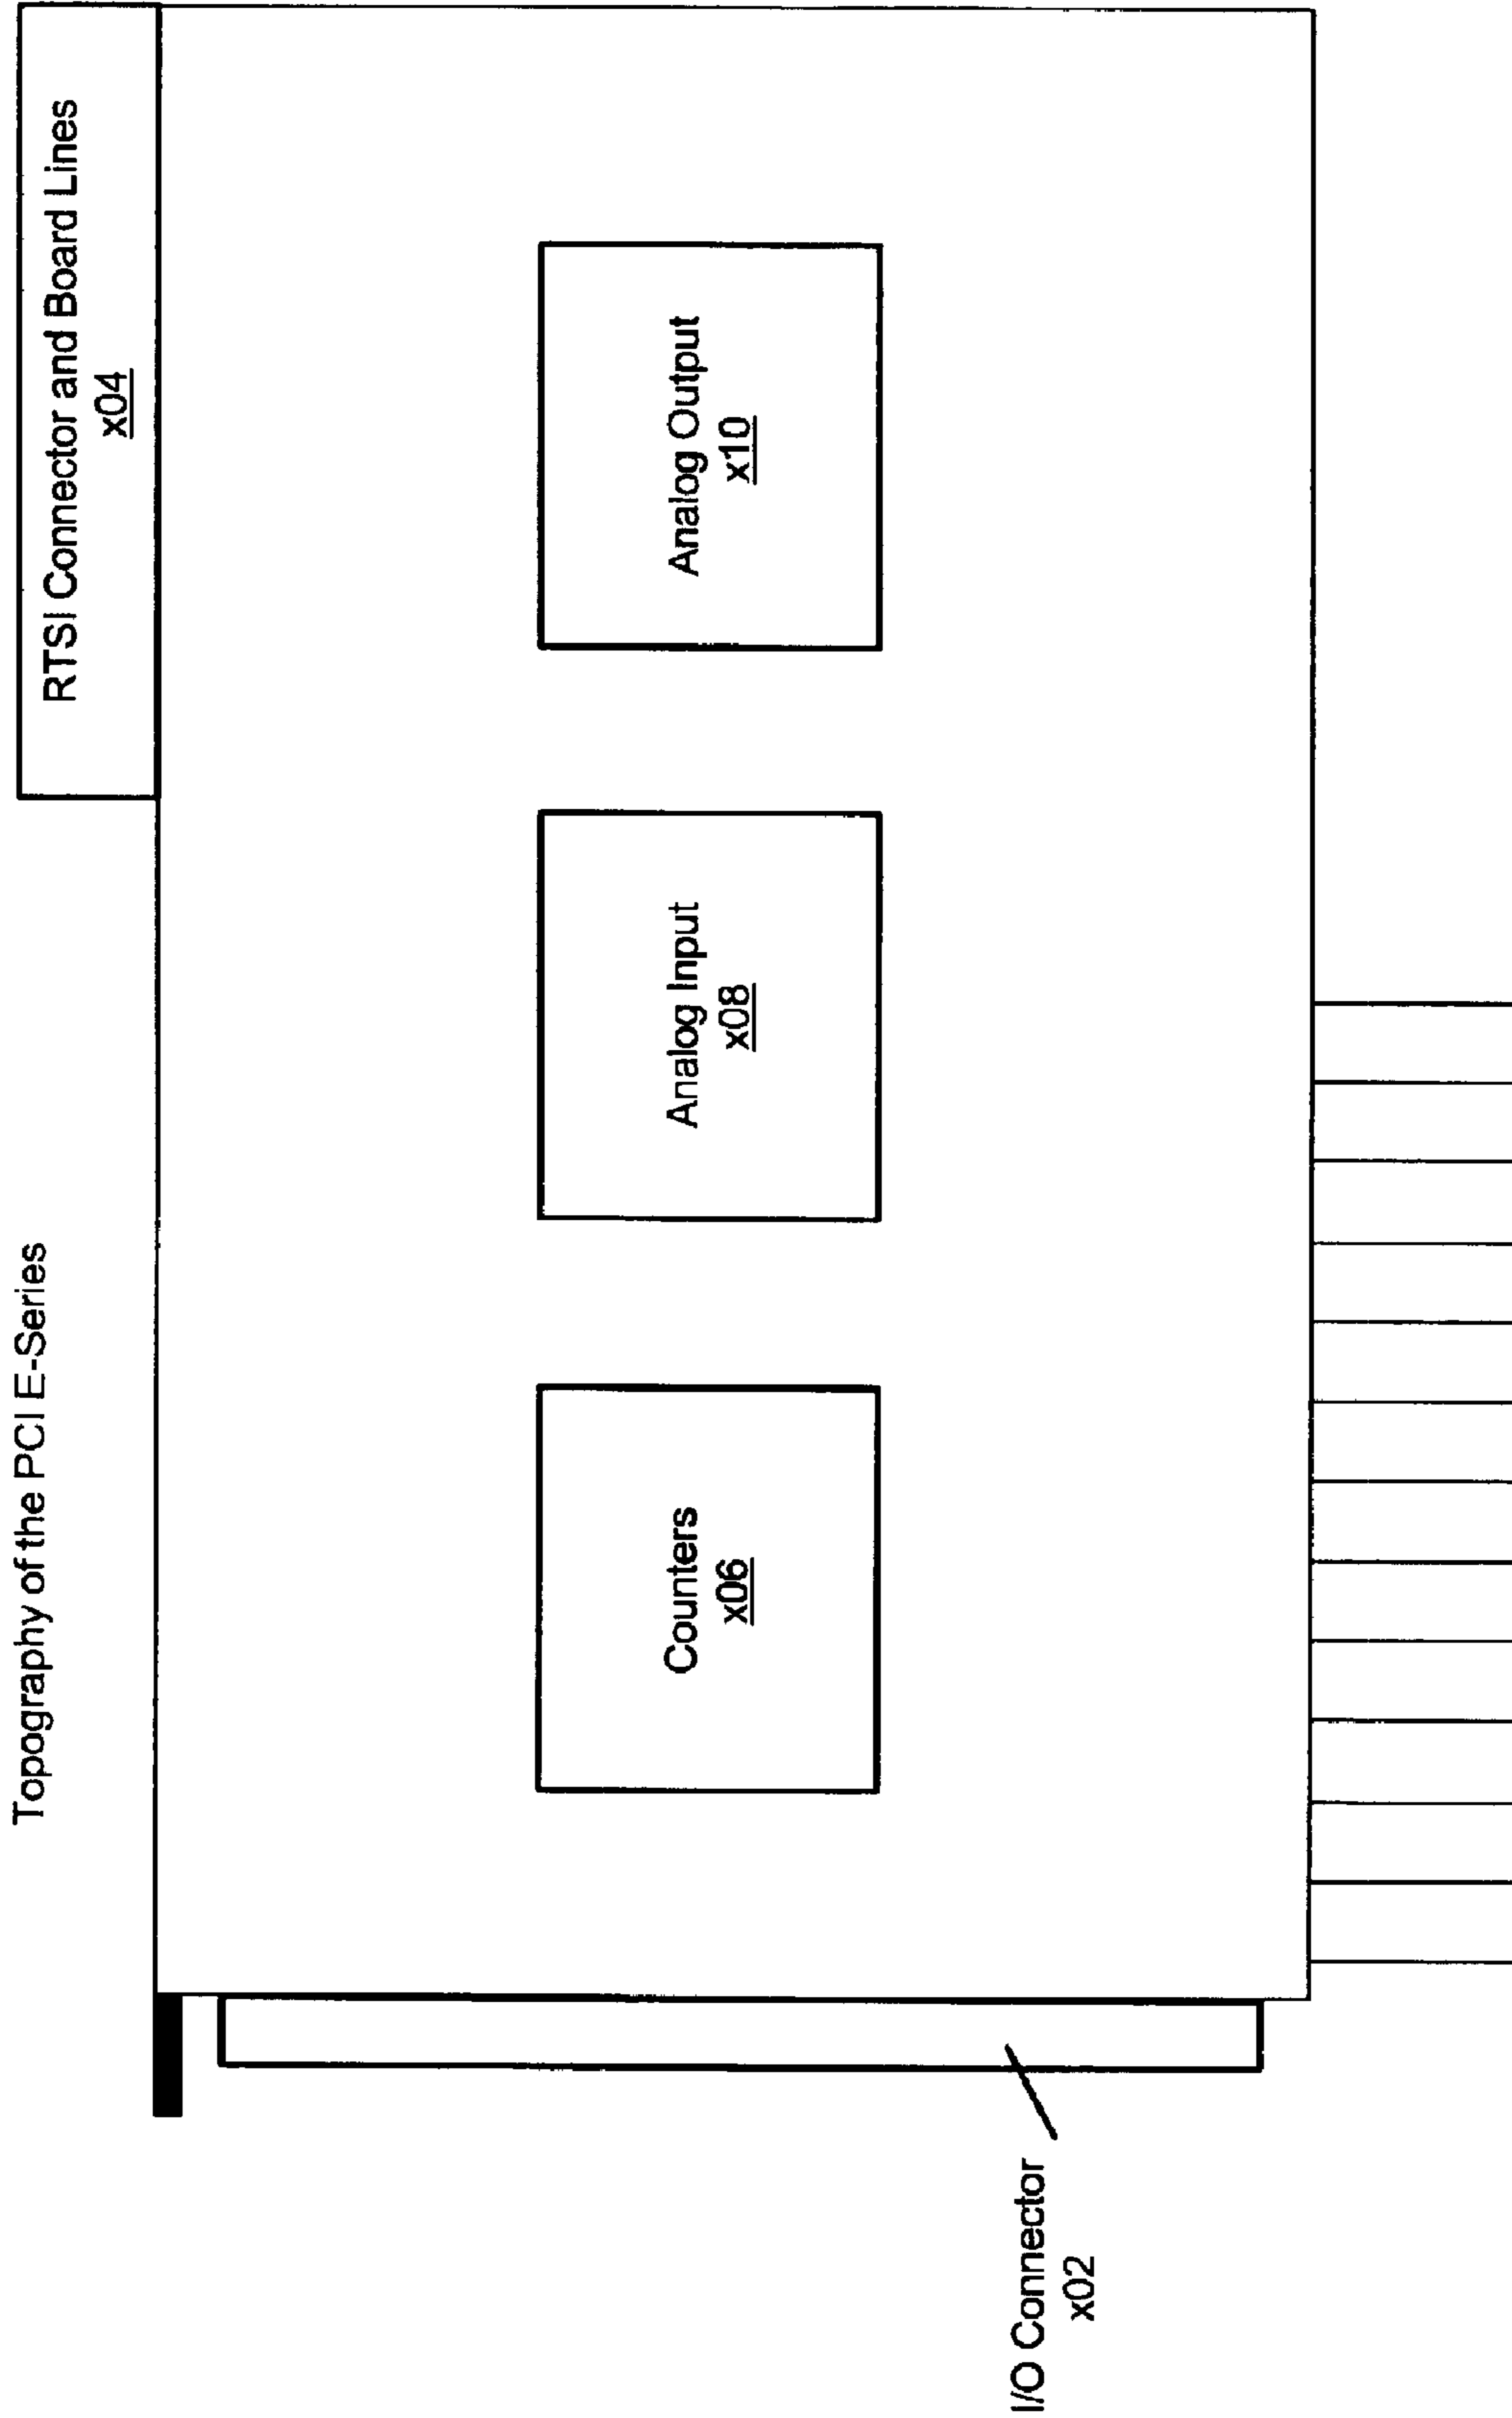 Topography of the PCI E-Series
RTSI Connector and Board Lines
x04
Counters
x06
Analog Input
x08
Analog Output
x10
I/O Connector
x02